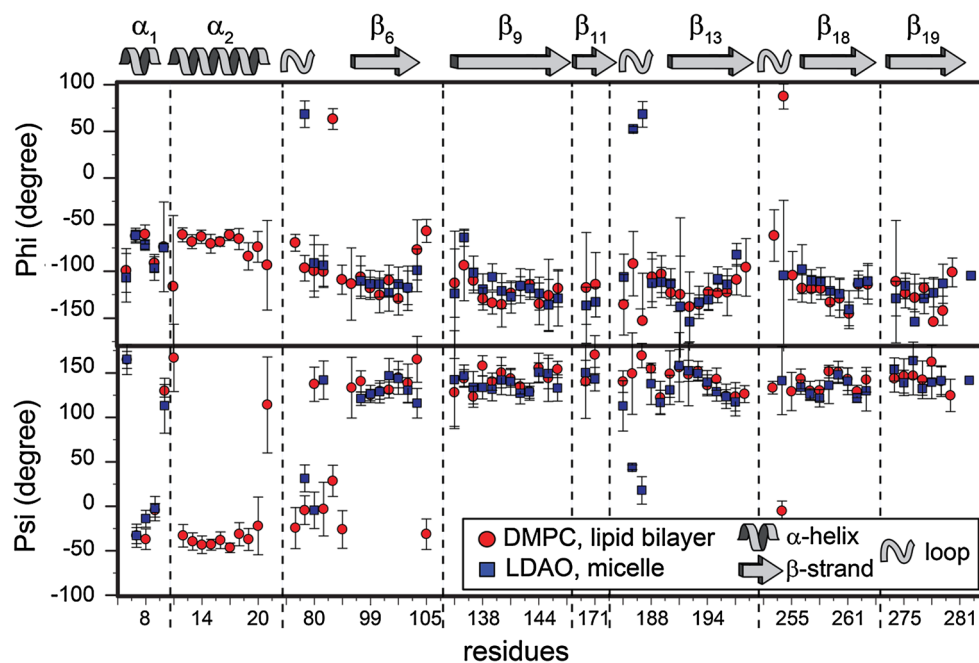 α1 α2 β6 β9 β11 β13 β18 β19
Phi (degree)
100
50
0
-50
-100
-150
Psi (degree)
150
100
50
0
-50
-100
DMPC, lipid bilayer
LDAO, micelle
α-helix
β-strand
loop
8 14 20 80 99 105 138 144 171 188 194 255 261 275 281
residues